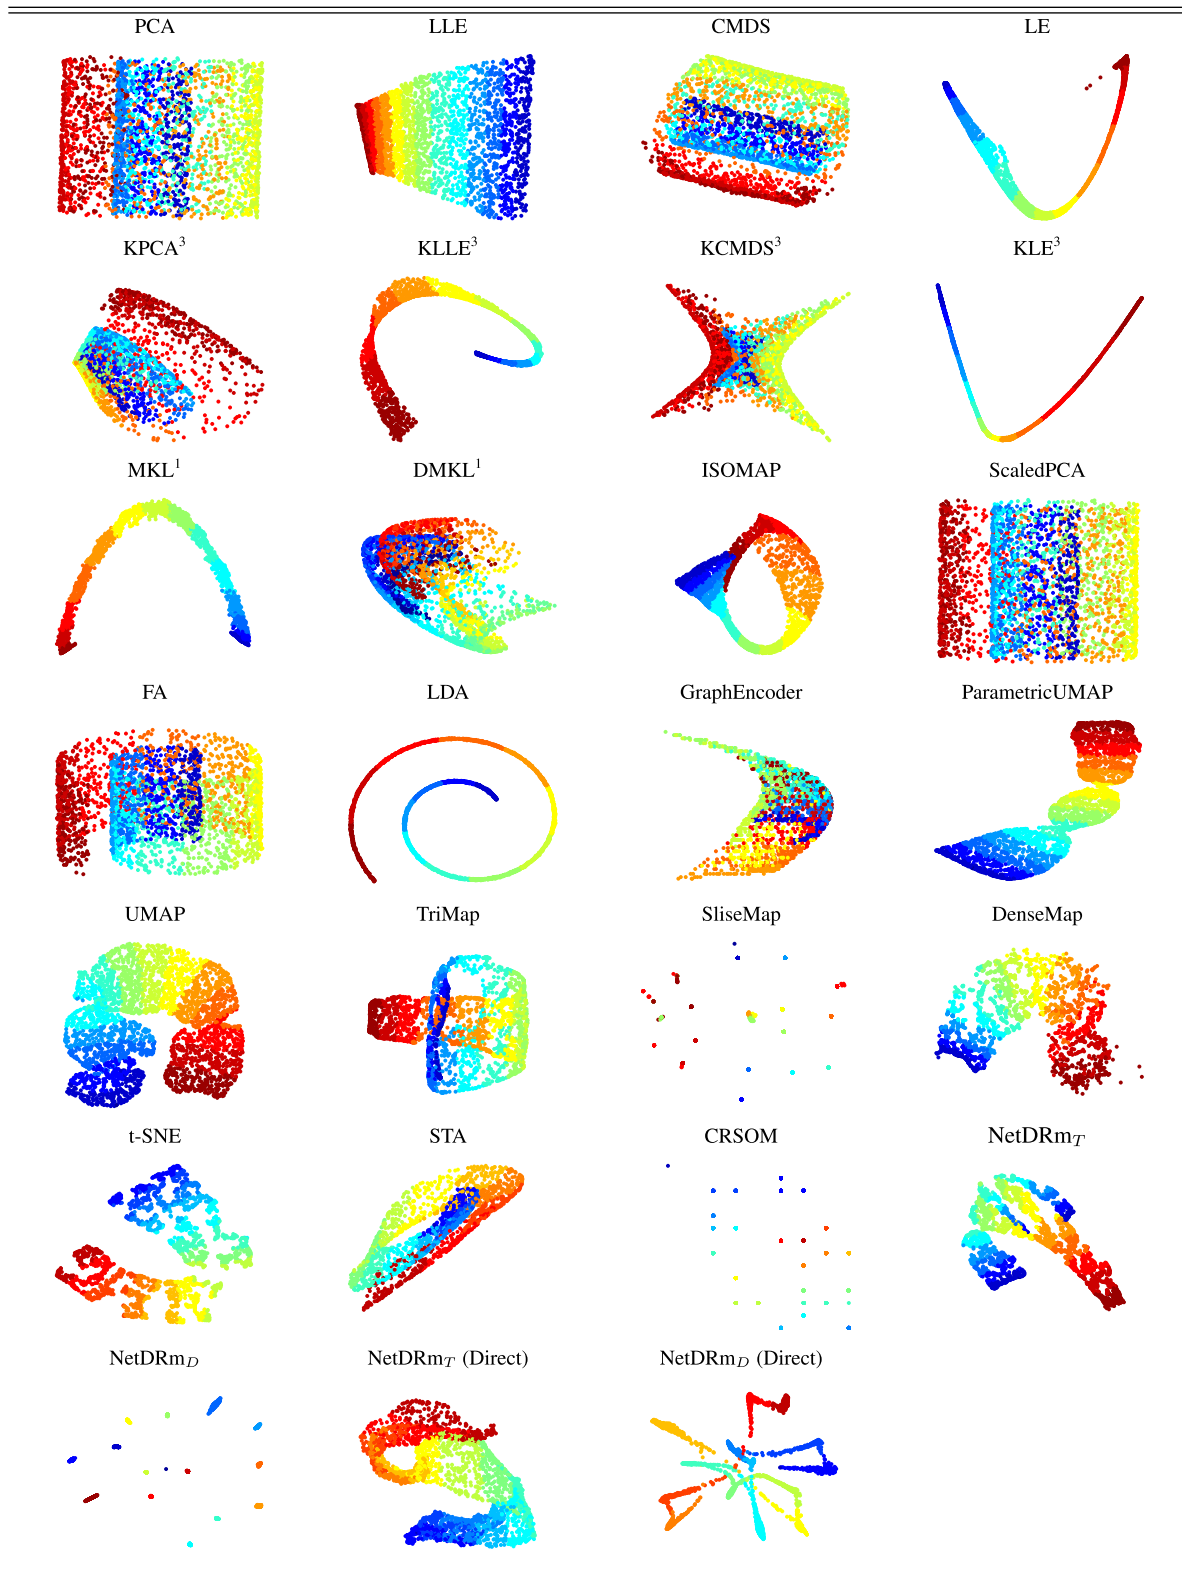 PCA LLE CMDS LE
KPCA³ KLLE³ KCMDS³ KLE³
MKL¹ DMKL¹ ISOMAP ScaledPCA
FA LDA GraphEncoder ParametricUMAP
UMAP TriMap SliseMap DenseMap
t-SNE STA CRSOM NetDRm_T
NetDRm_D NetDRm_T (Direct) NetDRm_D (Direct)